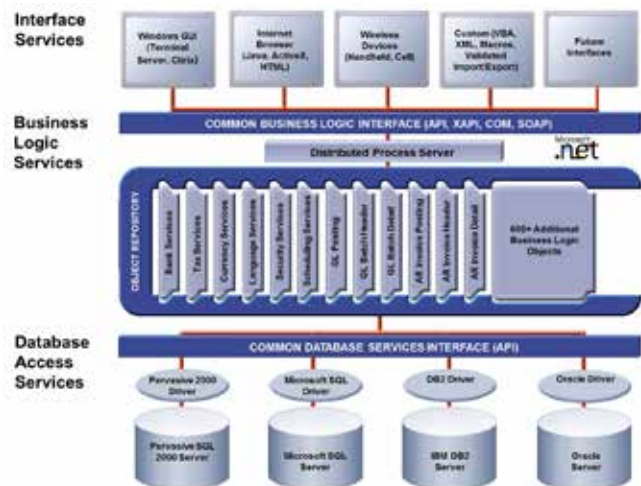 Interface
Services
Windows GUI
(Terminal
Server, Citrix)
Internet
Browser
(Java, ActiveX,
HTML)
Wireless
Devices
(Handheld, Cell)
Custom (VBA,
XML, Macros,
Validated
Import/Export)
Future
Interfaces
Business
Logic
Services
COMMON BUSINESS LOGIC INTERFACE (API, XAPI, COM, SOAP)
Distributed Process Server
Microsoft
.net
OBJECT REPOSITORY
Bank Services
Tax Services
Currency Services
Language Services
Security Services
Scheduling Services
GL Posting
GL Batch Header
GL Batch Detail
AR Invoice Posting
AR Invoice Header
AR Invoice Detail
600+ Additional
Business Logic
Objects
Database
Access
Services
COMMON DATABASE SERVICES INTERFACE (API)
Pervasive 2000
Driver
Microsoft SQL
Driver
DB2 Driver
Oracle Driver
Pervasive SQL
2000 Server
Microsoft SQL
Server
IBM DB2
Server
Oracle
Server